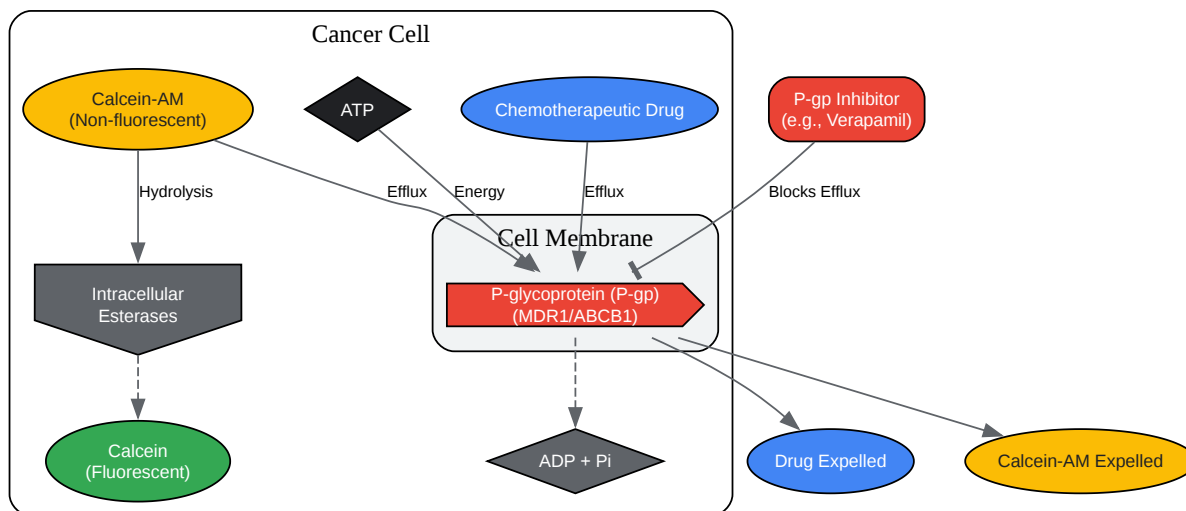 Cancer Cell
Calcein-AM
(Non-fluorescent)
ATP
Chemotherapeutic Drug
P-gp Inhibitor
(e.g., Verapamil)
Hydrolysis
Efflux
Energy
Efflux
Blocks Efflux
Cell Membrane
Intracellular
Esterases
P-glycoprotein (P-gp)
(MDR1/ABCB1)
Calcein
(Fluorescent)
ADP + Pi
Drug Expelled
Calcein-AM Expelled